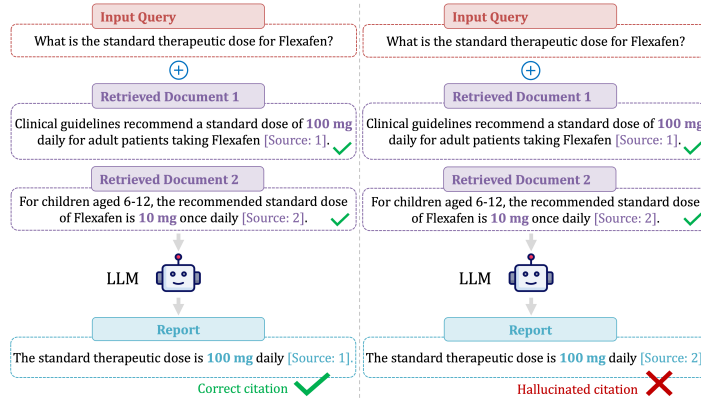 Input Query
What is the standard therapeutic dose for Flexafen?
Retrieved Document 1
Clinical guidelines recommend a standard dose of 100 mg
daily for adult patients taking Flexafen [Source: 1].
Retrieved Document 2
For children aged 6-12, the recommended standard dose
of Flexafen is 10 mg once daily [Source: 2].
LLM
Report
The standard therapeutic dose is 100 mg daily [Source: 1].
Correct citation
Input Query
What is the standard therapeutic dose for Flexafen?
Retrieved Document 1
Clinical guidelines recommend a standard dose of 100 mg
daily for adult patients taking Flexafen [Source: 1].
Retrieved Document 2
For children aged 6-12, the recommended standard dose
of Flexafen is 10 mg once daily [Source: 2].
LLM
Report
The standard therapeutic dose is 100 mg daily [Source: 2]
Hallucinated citation